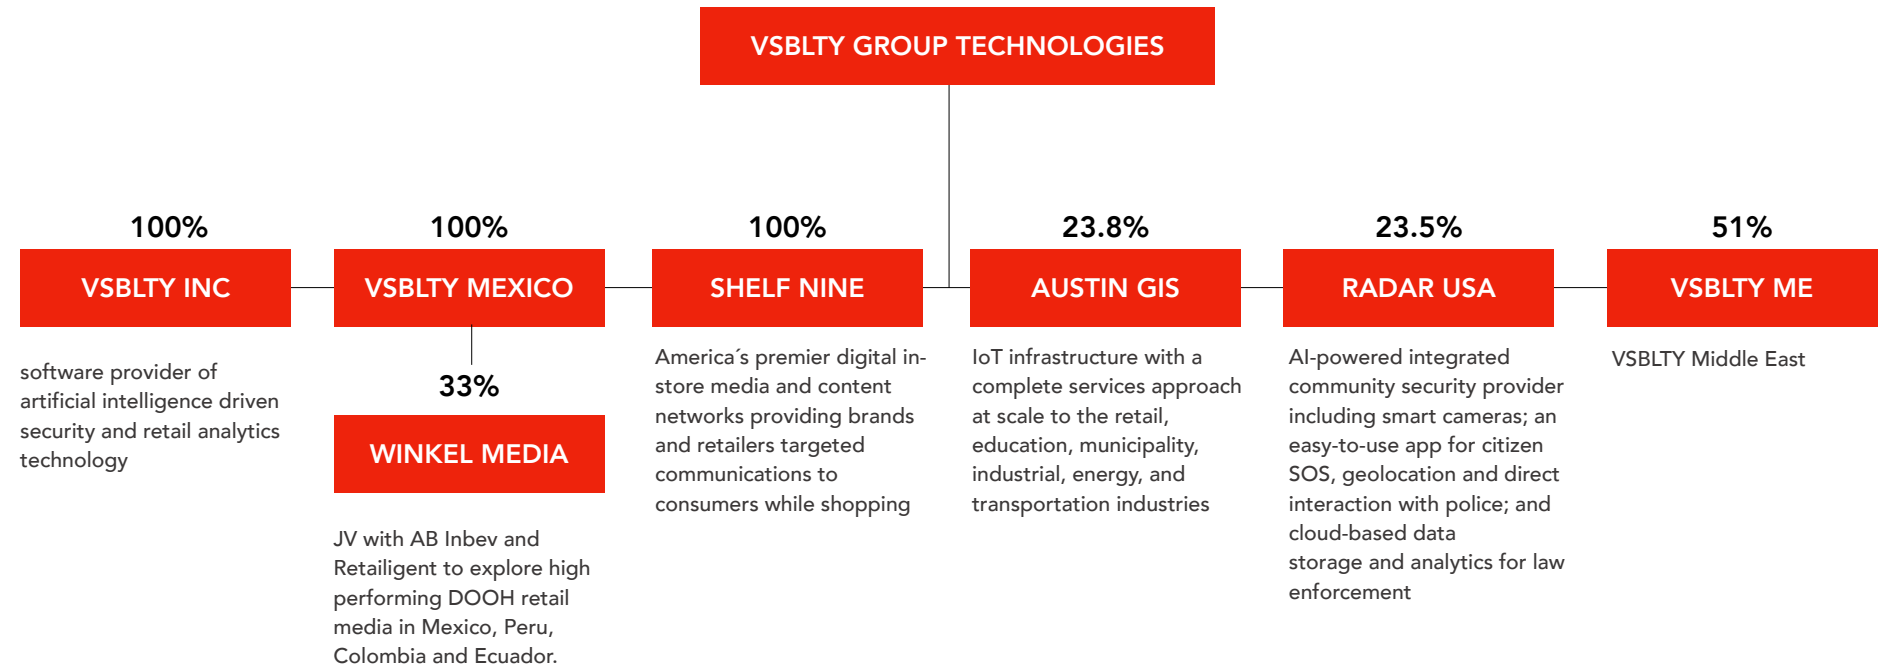 VSBLTY GROUP TECHNOLOGIES
100%
VSBLTY INC
software provider of
artificial intelligence driven
security and retail analytics
technology
100%
VSBLTY MEXICO
33%
WINKEL MEDIA
JV with AB Inbev and
Retailigent to explore high
performing DOOH retail
media in Mexico, Peru,
Colombia and Ecuador.
100%
SHELF NINE
America´s premier digital in-
store media and content
networks providing brands
and retailers targeted
communications to
consumers while shopping
23.8%
AUSTIN GIS
IoT infrastructure with a
complete services approach
at scale to the retail,
education, municipality,
industrial, energy, and
transportation industries
23.5%
RADAR USA
AI-powered integrated
community security provider
including smart cameras; an
easy-to-use app for citizen
SOS, geolocation and direct
interaction with police; and
cloud-based data
storage and analytics for law
enforcement
51%
VSBLTY ME
VSBLTY Middle East